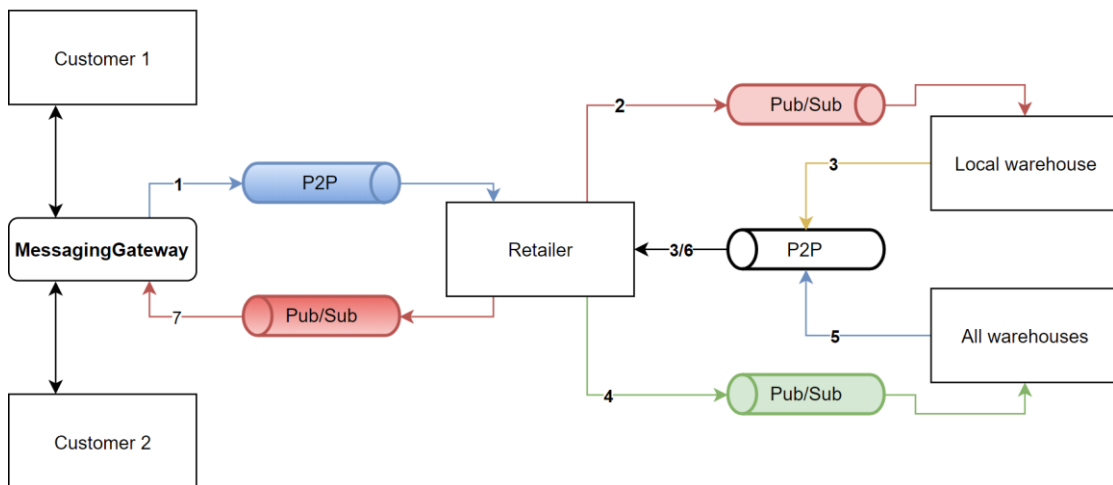 Customer 1
Pub/Sub
2
Local warehouse
3
1
P2P
MessagingGateway
Retailer
3/6
P2P
7
Pub/Sub
5
All warehouses
4
Pub/Sub
Customer 2